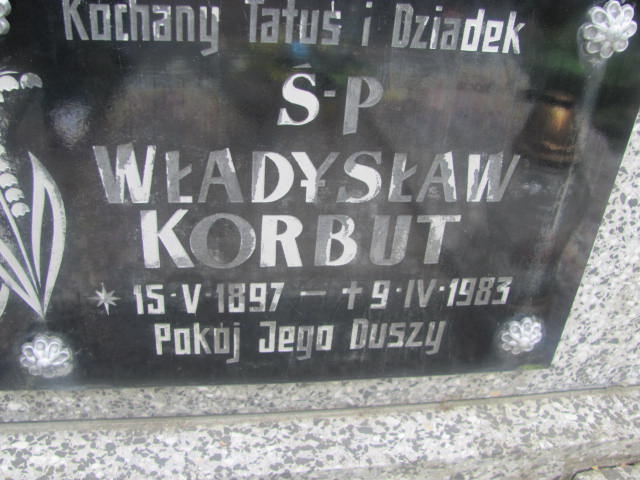 Kochany Tatuś i Dziadek
Ś-P
WŁADYSŁAW
KORBUT
* 15-V-1897 — + 9-IV-1983
Pokój Jego Duszy